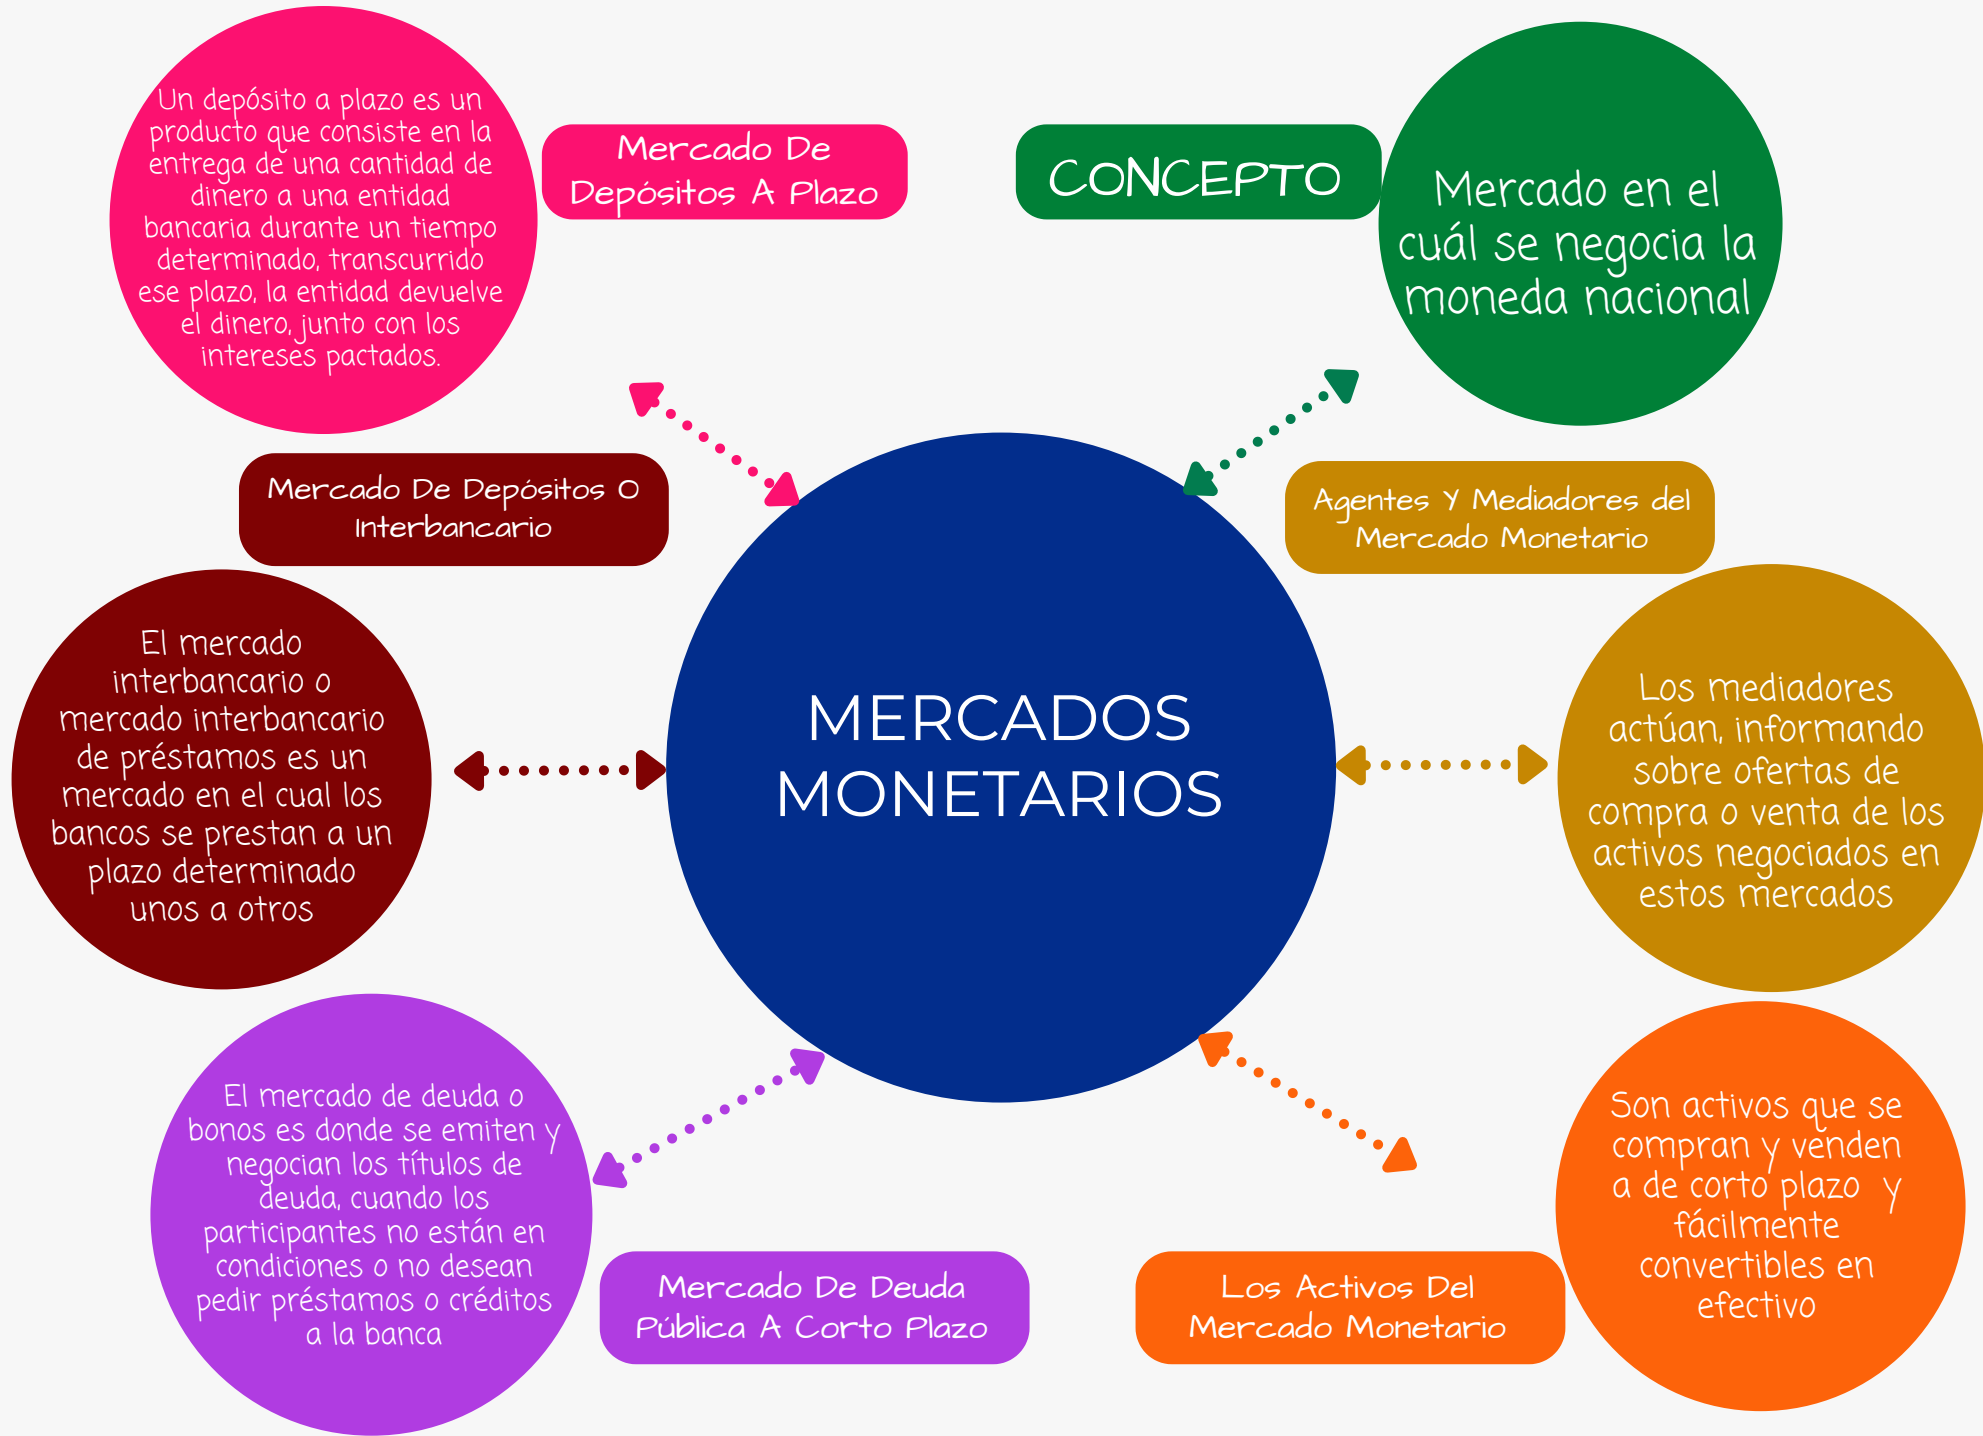 Un depósito a plazo es un
producto que consiste en la
entrega de una cantidad de
dinero a una entidad
bancaria durante un tiempo
determinado, transcurrido
ese plazo, la entidad devuelve
el dinero, junto con los
intereses pactados.
Mercado De
Depósitos A Plazo
CONCEPTO
Mercado en el
cuál se negocia la
moneda nacional
Mercado De Depósitos O
Interbancario
Agentes Y Mediadores del
Mercado Monetario
El mercado
interbancario o
mercado interbancario
de préstamos es un
mercado en el cual los
bancos se prestan a un
plazo determinado
unos a otros
MERCADOS
MONETARIOS
Los mediadores
actúan, informando
sobre ofertas de
compra o venta de los
activos negociados en
estos mercados
El mercado de deuda o
bonos es donde se emiten y
negocian los títulos de
deuda, cuando los
participantes no están en
condiciones o no desean
pedir préstamos o créditos
a la banca
Mercado De Deuda
Pública A Corto Plazo
Los Activos Del
Mercado Monetario
Son activos que se
compran y venden
a de corto plazo y
fácilmente
convertibles en
efectivo